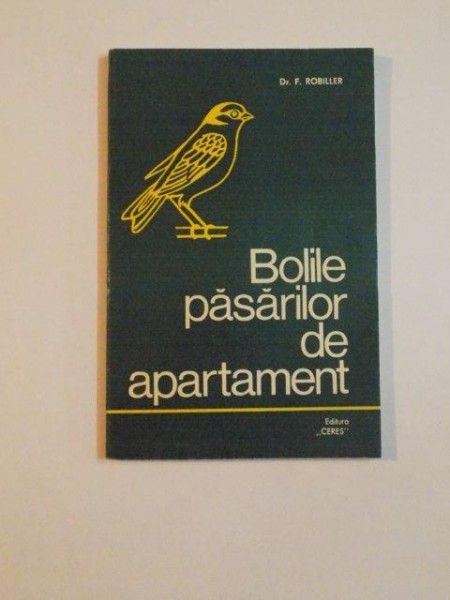 Dr. F. ROBILLER
Bolile
păsărilor
de
apartament
Editura
„CERES”